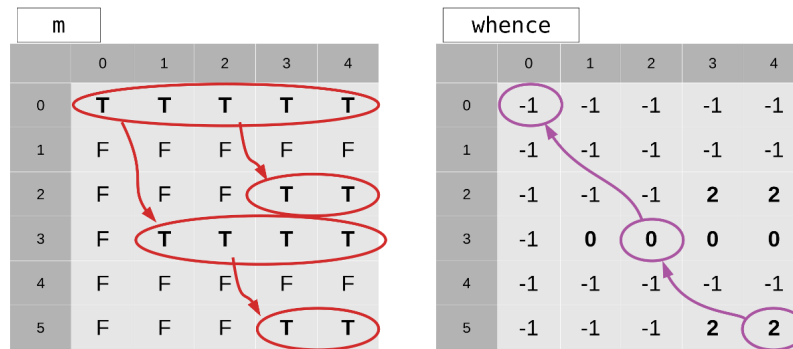 m whence
0 1 2 3 4 0 1 2 3 4
0 T T T T T 0 -1 -1 -1 -1 -1
1 F F F F F 1 -1 -1 -1 -1 -1
2 F F F T T 2 -1 -1 -1 2 2
3 F T T T T 3 -1 0 0 0 0
4 F F F F F 4 -1 -1 -1 -1 -1
5 F F F T T 5 -1 -1 -1 2 2